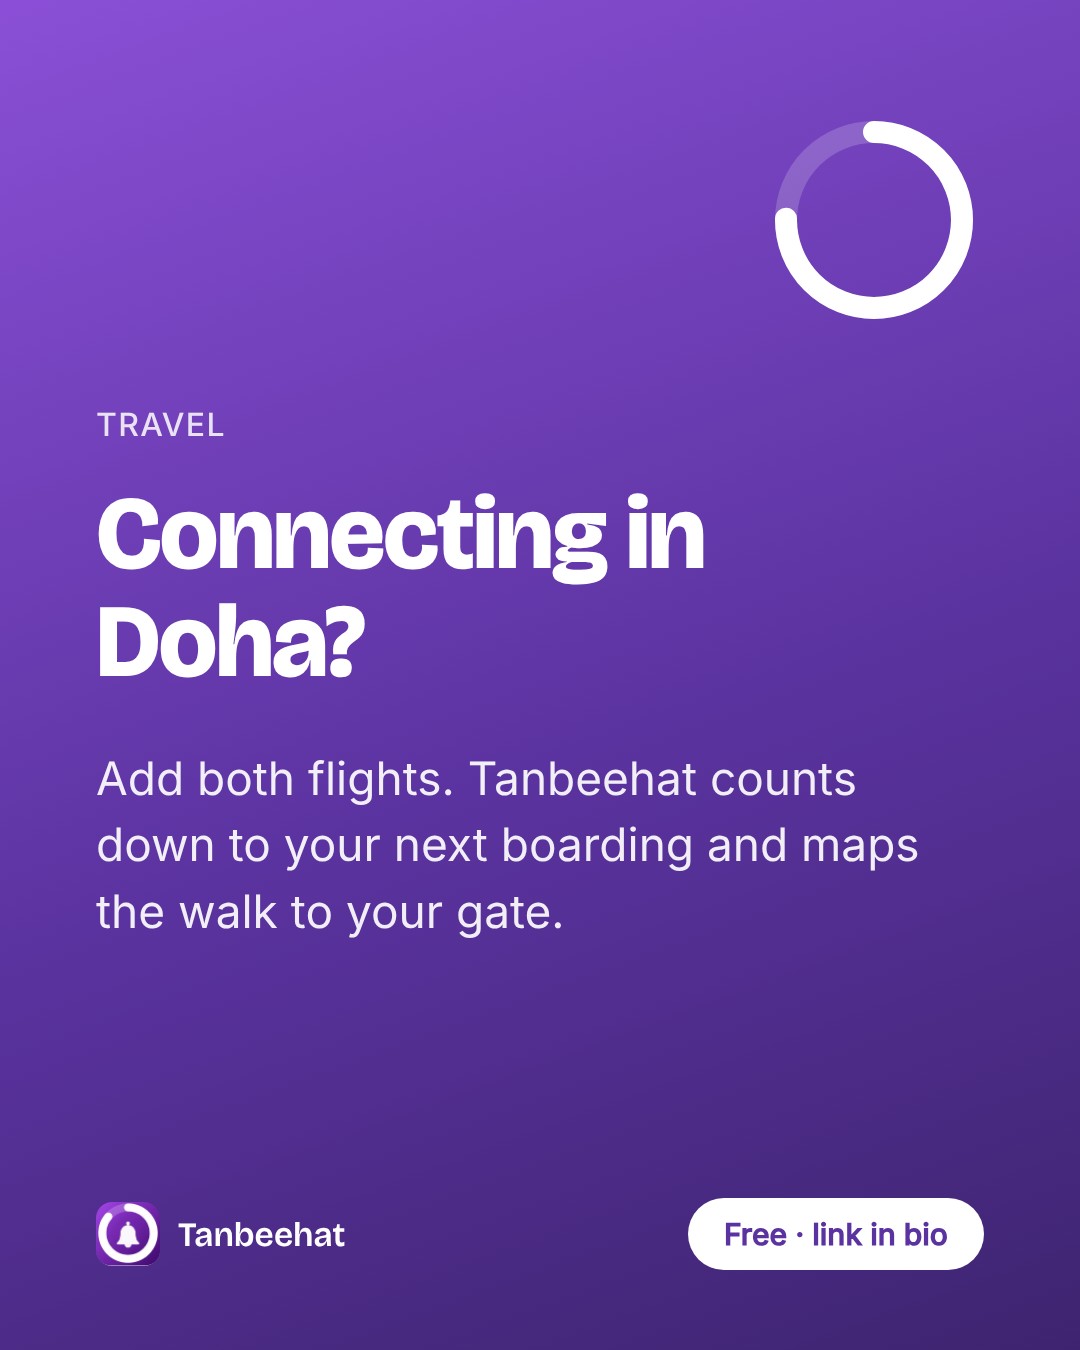 TRAVEL
Connecting in
Doha?
Add both flights. Tanbeehat counts
down to your next boarding and maps
the walk to your gate.
Tanbeehat
Free · link in bio